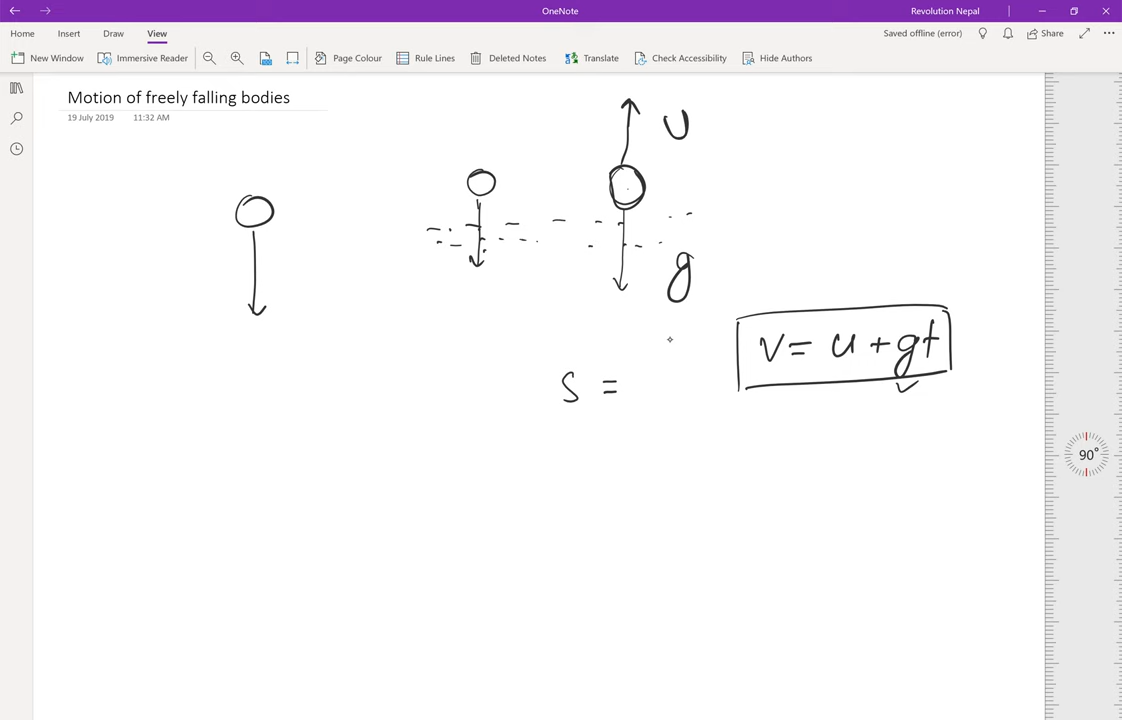 OneNote
Revolution Nepal
Home Insert Draw View
Saved offline (error) Share
New Window Immersive Reader Page Colour Rule Lines Deleted Notes Translate Check Accessibility Hide Authors
Motion of freely falling bodies
19 July 2019 11:32 AM
U
g
v = u + gt
s =
90°